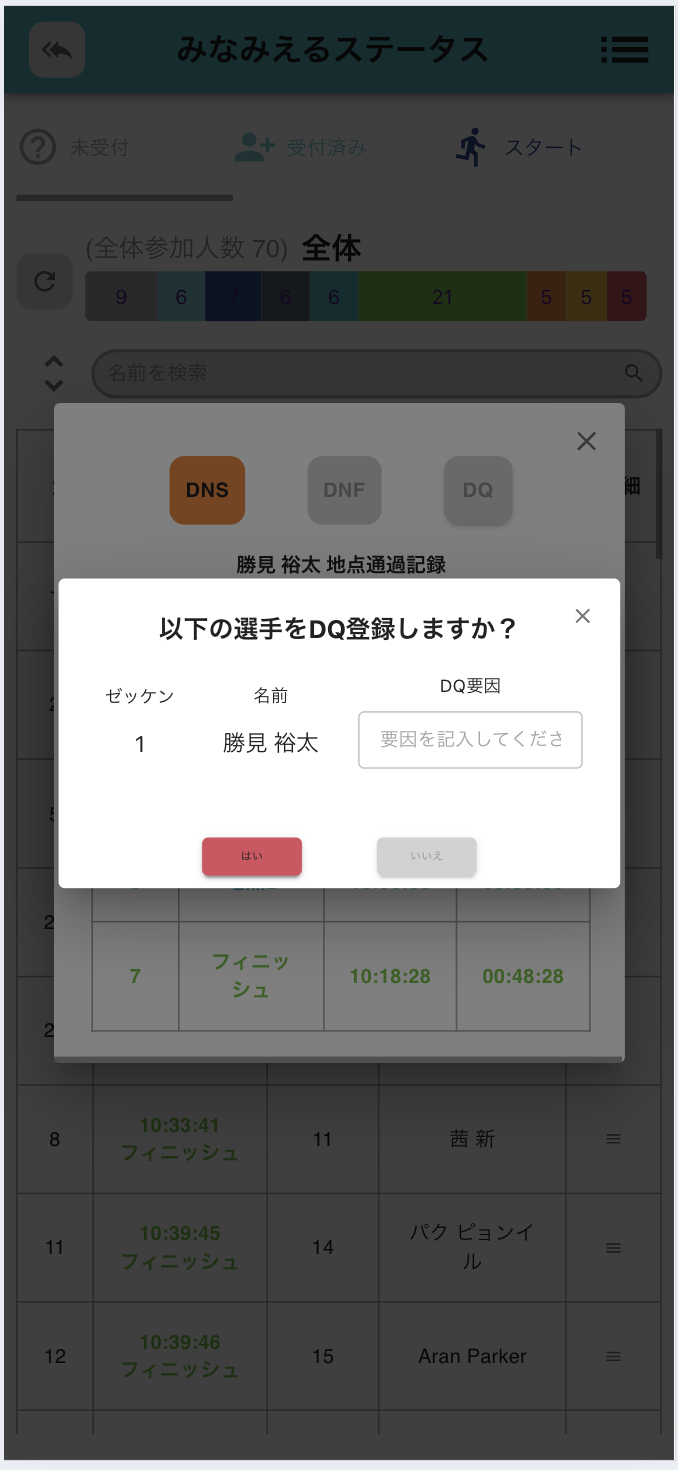 みなみえるステータス
未受付
受付済み
スタート
(全体参加人数 70) 全体
9 6 7 6 6 21 5 5 5
名前を検索
細
DNS DNF DQ
勝見 裕太 地点通過記録
以下の選手をDQ登録しますか？
ゼッケン 名前 DQ要因
1 勝見 裕太 要因を記入してくださ
はい いいえ
7 フィニッ
シュ 10:18:28 00:48:28
8 10:33:41
フィニッシュ 11 茜 新
11 10:39:45
フィニッシュ 14 パク ピョンイ
ル
12 10:39:46
フィニッシュ 15 Aran Parker